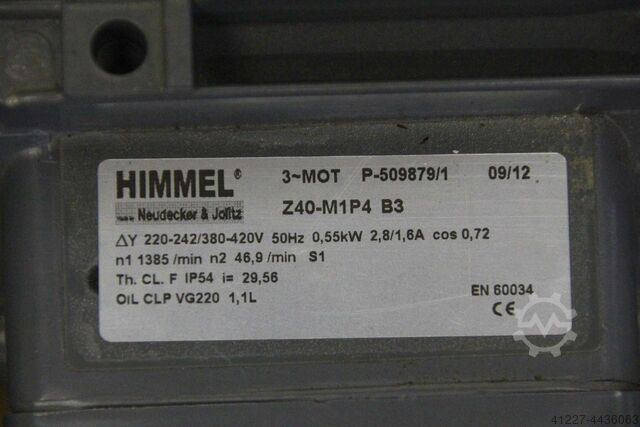 HIMMEL® 3~MOT P-509879/1 09/12
Neudecker & Jolitz Z40-M1P4 B3
ΔY 220-242/380-420V 50Hz 0,55kW 2,8/1,6A cos 0,72
n1 1385 /min n2 46,9 /min S1
Th. CL. F IP54 i= 29,56
OiL CLP VG220 1,1L EN 60034
CE
41227-4436063